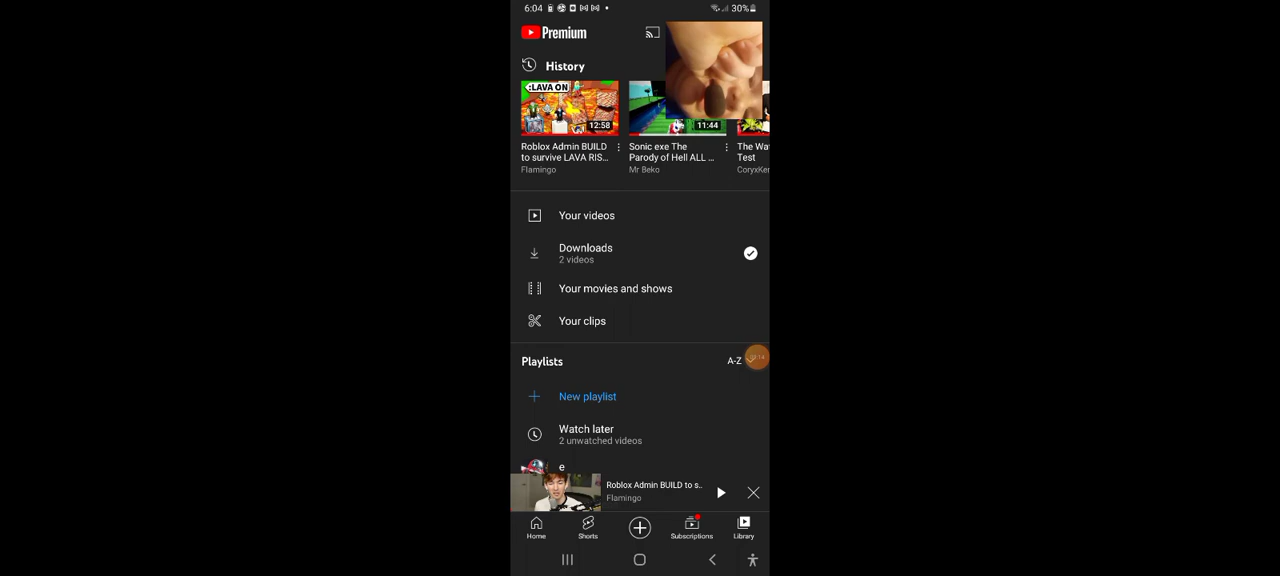 6:04
30%
Premium
History
:LAVA ON
12:58
11:44
Roblox Admin BUILD
to survive LAVA RIS...
Flamingo
Sonic exe The
Parody of Hell ALL ...
Mr Beko
The Wa
Test
CoryxKer
Your videos
Downloads
2 videos
Your movies and shows
Your clips
Playlists
A-Z
New playlist
Watch later
2 unwatched videos
e
Roblox Admin BUILD to s..
Flamingo
Home
Shorts
Subscriptions
Library